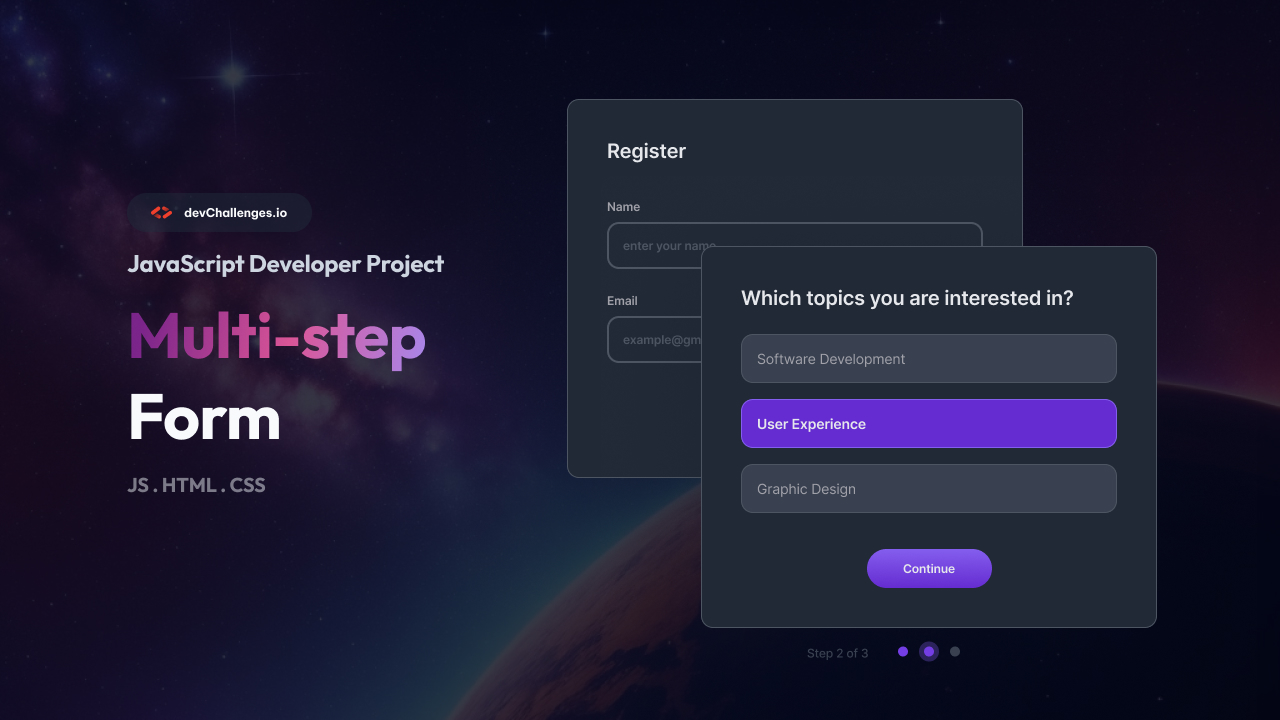 devChallenges.io
JavaScript Developer Project
Multi-step
Form
JS . HTML . CSS
Register
Name
enter your name
Email
example@gm
Which topics you are interested in?
Software Development
User Experience
Graphic Design
Continue
Step 2 of 3